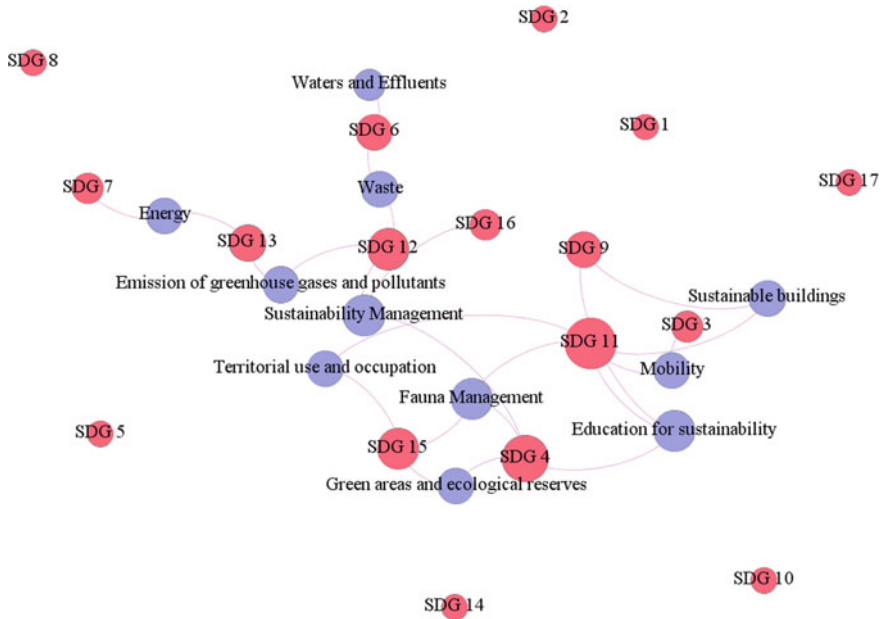 SDG 2
SDG 8
Waters and Effluents
SDG 1
SDG 6
SDG 17
SDG 7
Waste
Energy
SDG 16
SDG 13
SDG 12
SDG 9
Emission of greenhouse gases and pollutants
Sustainable buildings
Sustainability Management
SDG 3
SDG 11
Territorial use and occupation
Mobility
Fauna Management
SDG 5
Education for sustainability
SDG 15
SDG 4
Green areas and ecological reserves
SDG 10
SDG 14